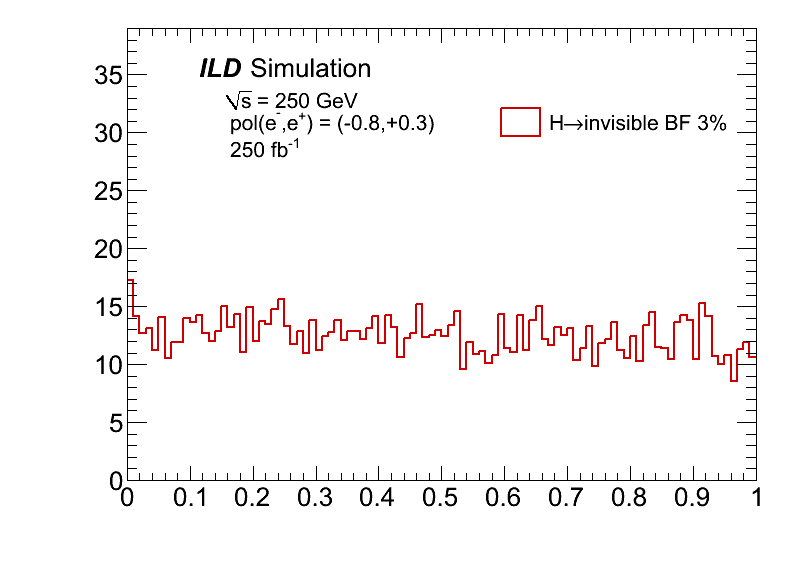 35
ILD Simulation
√s = 250 GeV
pol(e⁻,e⁺) = (-0.8,+0.3)
H→invisible BF 3%
250 fb⁻¹
30
25
20
15
10
5
0
0 0.1 0.2 0.3 0.4 0.5 0.6 0.7 0.8 0.9 1